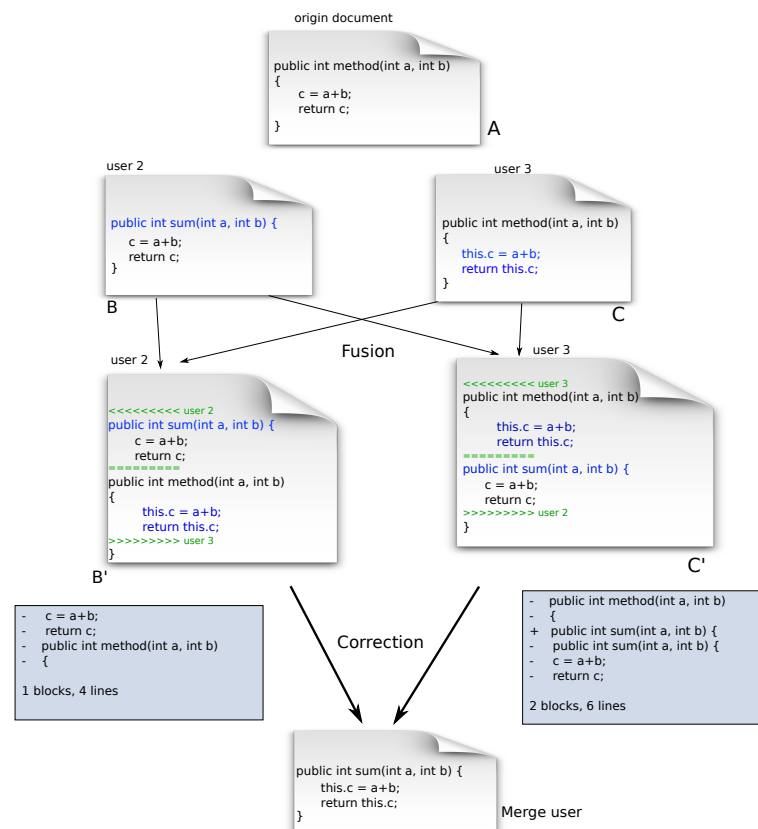 origin document
public int method(int a, int b)
{
c = a+b;
return c;
}
A
user 2
public int sum(int a, int b) {
c = a+b;
return c;
}
B
user 3
public int method(int a, int b)
{
this.c = a+b;
return this.c;
}
C
Fusion
user 2
<<<<<<<<< user 2
public int sum(int a, int b) {
c = a+b;
return c;
=========
public int method(int a, int b)
{
this.c = a+b;
return this.c;
>>>>>>>>> user 3
}
B'
user 3
<<<<<<<<< user 3
public int method(int a, int b)
{
this.c = a+b;
return this.c;
=========
public int sum(int a, int b) {
c = a+b;
return c;
>>>>>>>>> user 2
}
C'
- c = a+b;
- return c;
- public int method(int a, int b)
- {
1 blocks, 4 lines
Correction
- public int method(int a, int b)
- {
+ public int sum(int a, int b) {
- public int sum(int a, int b) {
- c = a+b;
- return c;
2 blocks, 6 lines
public int sum(int a, int b) {
this.c = a+b;
return this.c;
}
Merge user